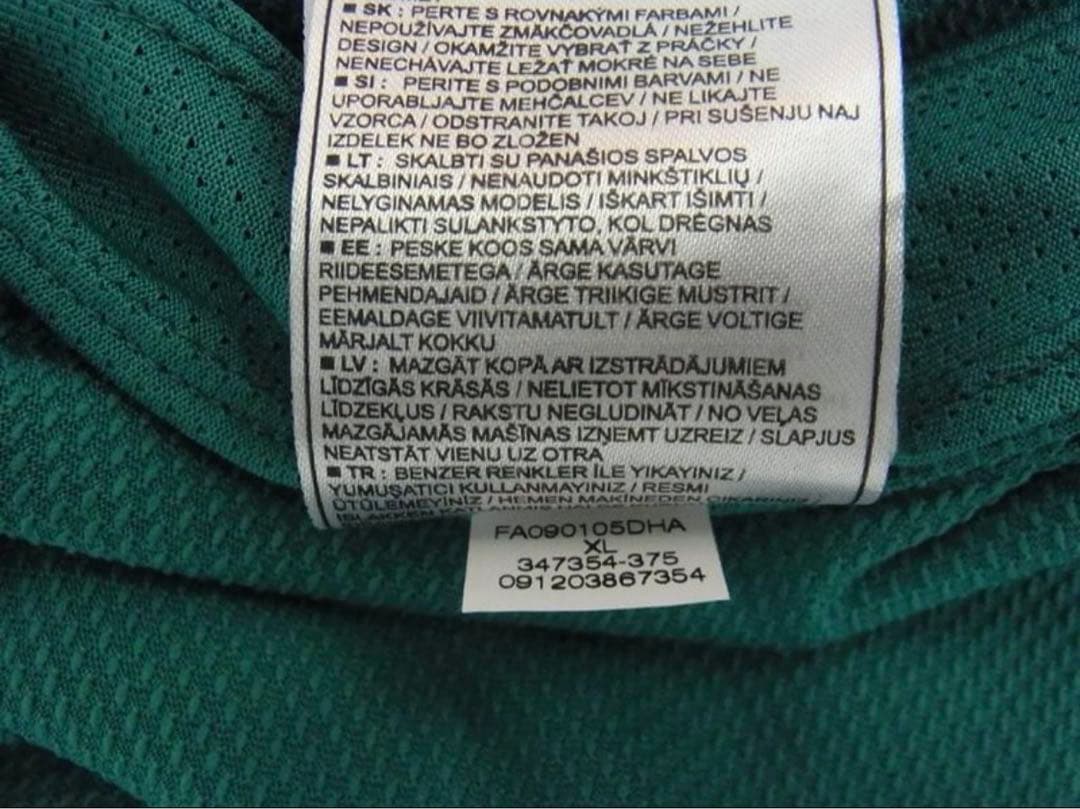 ■ SK : PERTE S ROVNAKÝMI FARBAMI /
NEPOUŽÍVAJTE ZMÄKČOVADLÁ / NEŽEHLITE
DESIGN / OKAMŽITE VYBRAŤ Z PRÁČKY /
NENECHÁVAJTE LEŽAŤ MOKRÉ NA SEBE
■ SI : PERITE S PODOBNIMI BARVAMI / NE
UPORABLJAJTE MEHČALCEV / NE LIKAJTE
VZORCA / ODSTRANITE TAKOJ / PRI SUŠENJU NAJ
IZDELEK NE BO ZLOŽEN
■ LT : SKALBTI SU PANAŠIOS SPALVOS
SKALBINIAIS / NENAUDOTI MINKŠTIKLIŲ /
NELYGINAMAS MODELIS / IŠKART IŠIMTI /
NEPALIKTI SULANKSTYTO, KOL DRĖGNAS
■ EE : PESKE KOOS SAMA VÄRVI
RIIDEESEMETEGA / ÄRGE KASUTAGE
PEHMENDAJAID / ÄRGE TRIIKIGE MUSTRIT /
EEMALDAGE VIIVITAMATULT / ÄRGE VOLTIGE
MÄRJALT KOKKU
■ LV : MAZGĀT KOPĀ AR IZSTRĀDĀJUMIEM
LĪDZĪGĀS KRĀSĀS / NELIETOT MĪKSTINĀŠANAS
LĪDZEKĻUS / RAKSTU NEGLUDINĀT / NO VEĻAS
MAZGĀJAMĀS MAŠĪNAS IZŅEMT UZREIZ / SLAPJUS
NEATSTĀT VIENU UZ OTRA
■ TR : BENZER RENKLER İLE YIKAYINIZ /
YUMUŞATICI KULLANMAYINIZ / RESMI
ÜTÜLEMEYİNİZ / HEMEN MAKİNEDEN ÇIKARINIZ /
FA090105DHA
XL
347354-375
091203867354